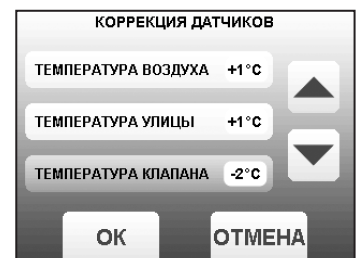 КОРРЕКЦИЯ ДАТЧИКОВ
ТЕМПЕРАТУРА ВОЗДУХА +1°C
ТЕМПЕРАТУРА УЛИЦЫ +1°C
ТЕМПЕРАТУРА КЛАПАНА -2°C
ОК ОТМЕНА